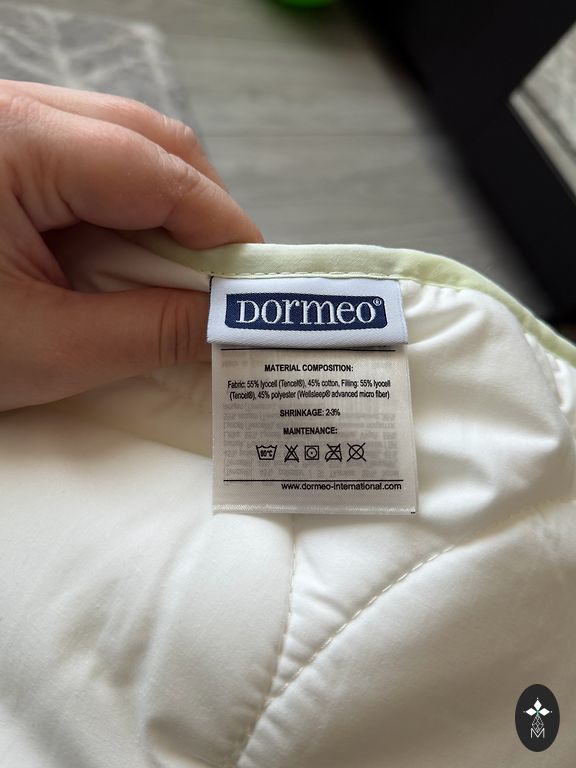 DORMEO®
MATERIAL COMPOSITION:
Fabric: 55% lyocell (Tencel®), 45% cotton, Filling: 55% lyocell
(Tencel®), 45% polyester (Wellsleep® advanced micro fiber)
SHRINKAGE: 2-3%
MAINTENANCE:
60°C
www.dormeo-international.com
M